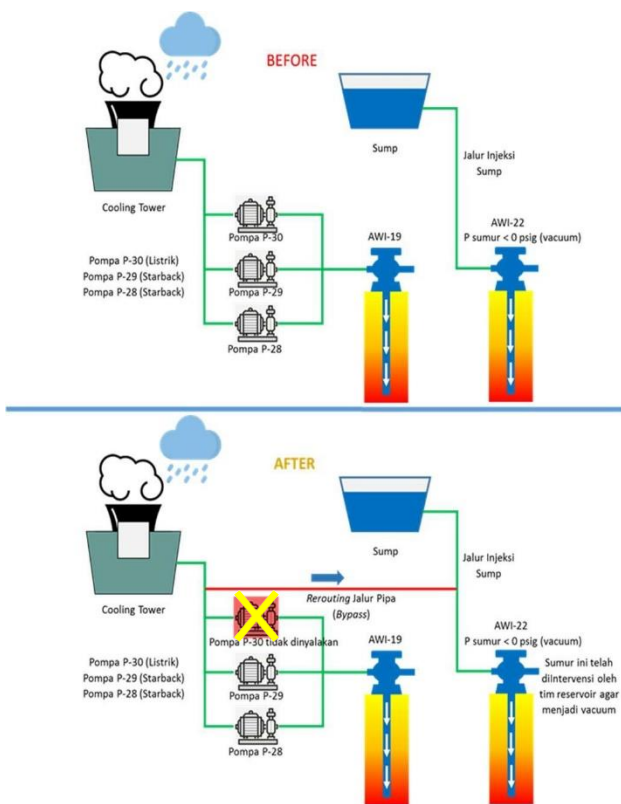 BEFORE
Cooling Tower
Sump
Jalur Injeksi
Sump
Pompa P-30
AWI-19
AWI-22
P sumur < 0 psig (vacuum)
Pompa P-30 (Listrik)
Pompa P-29 (Starback)
Pompa P-28 (Starback)
Pompa P-29
Pompa P-28
AFTER
Cooling Tower
Sump
Jalur Injeksi
Sump
Rerouting Jalur Pipa
(Bypass)
Pompa P-30 tidak dinyalakan
AWI-19
AWI-22
P sumur < 0 psig (vacuum)
Pompa P-30 (Listrik)
Pompa P-29 (Starback)
Pompa P-28 (Starback)
Pompa P-29
Pompa P-28
Sumur ini telah
diintervensi oleh
tim reservoir agar
menjadi vacuum